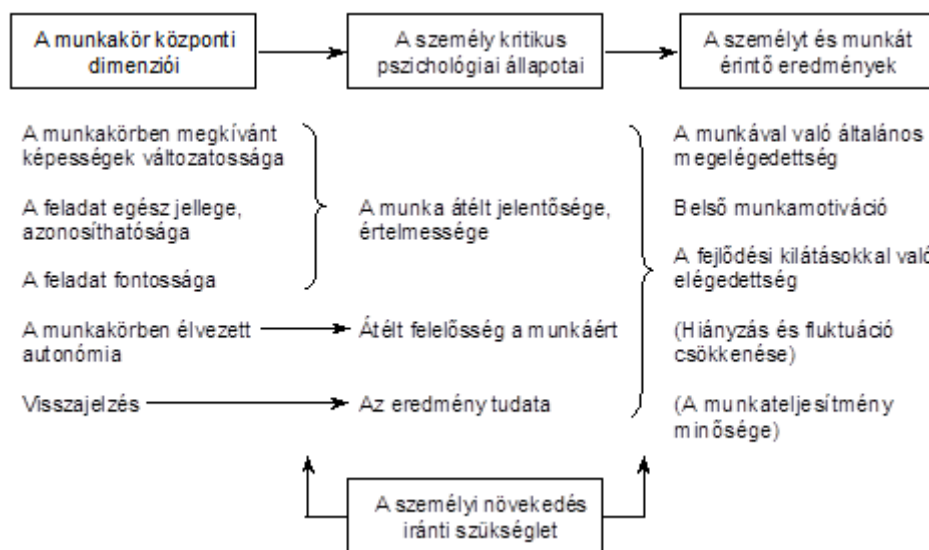 A munkakör központi
dimenziói
A személy kritikus
pszichológiai állapotai
A személyt és munkát
érintő eredmények
A munkakörben megkívánt
képességek változatossága
A feladat egész jellege,
azonosíthatósága
A feladat fontossága
A munkakörben élvezett
autonómia
Visszajelzés
A munka átélt jelentősége,
értelmessége
Átélt felelősség a munkáért
Az eredmény tudata
A munkával való általános
megelégedettség
Belső munkamotiváció
A fejlődési kilátásokkal való
elégedettség
(Hiányzás és fluktuáció
csökkenése)
(A munkateljesítmény
minősége)
A személyi növekedés
iránti szükséglet